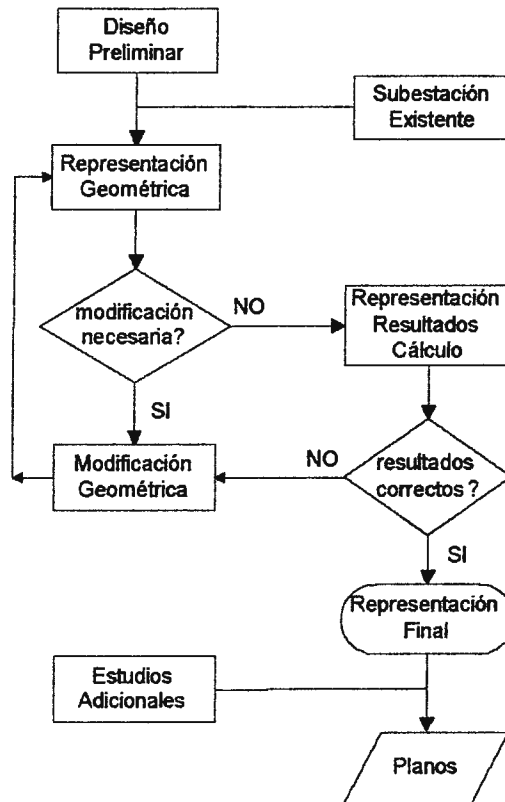 Diseño
Preliminar
Subestación
Existente
Representación
Geométrica
modificación
necesaria?
NO
Representación
Resultados
Cálculo
SI
Modificación
Geométrica
NO
resultados
correctos ?
SI
Representación
Final
Estudios
Adicionales
Planos